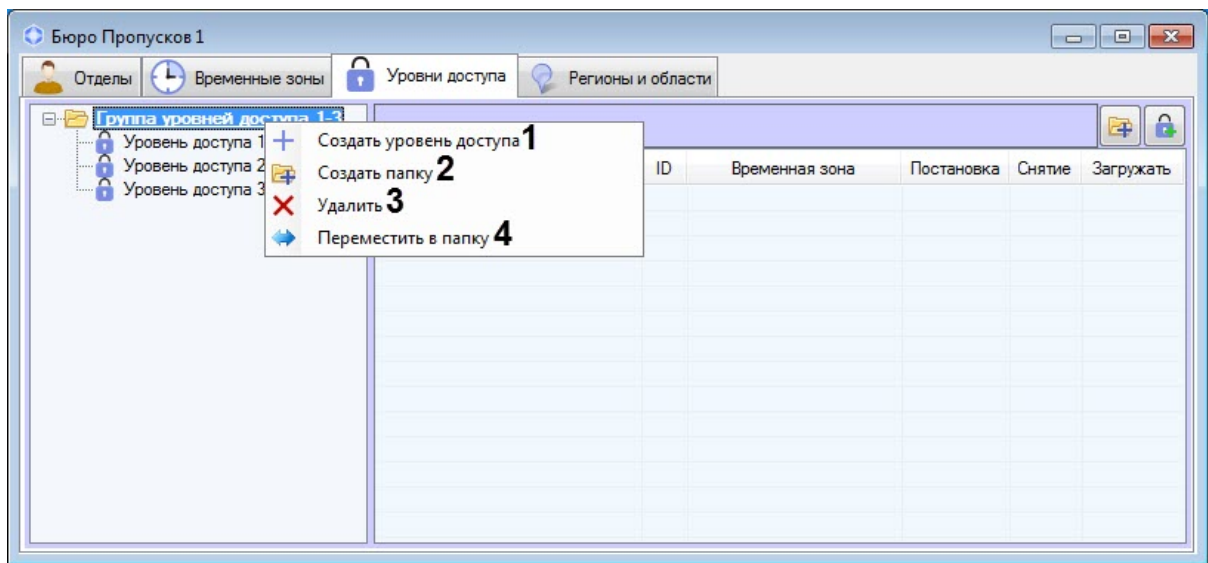 Бюро Пропусков 1
Отделы Временные зоны Уровни доступа Регионы и области
Группа уровней доступа 1-3
Уровень доступа 1
Уровень доступа 2
Уровень доступа 3
Создать уровень доступа 1
Создать папку 2
Удалить 3
Переместить в папку 4
ID Временная зона Постановка Снятие Загружать